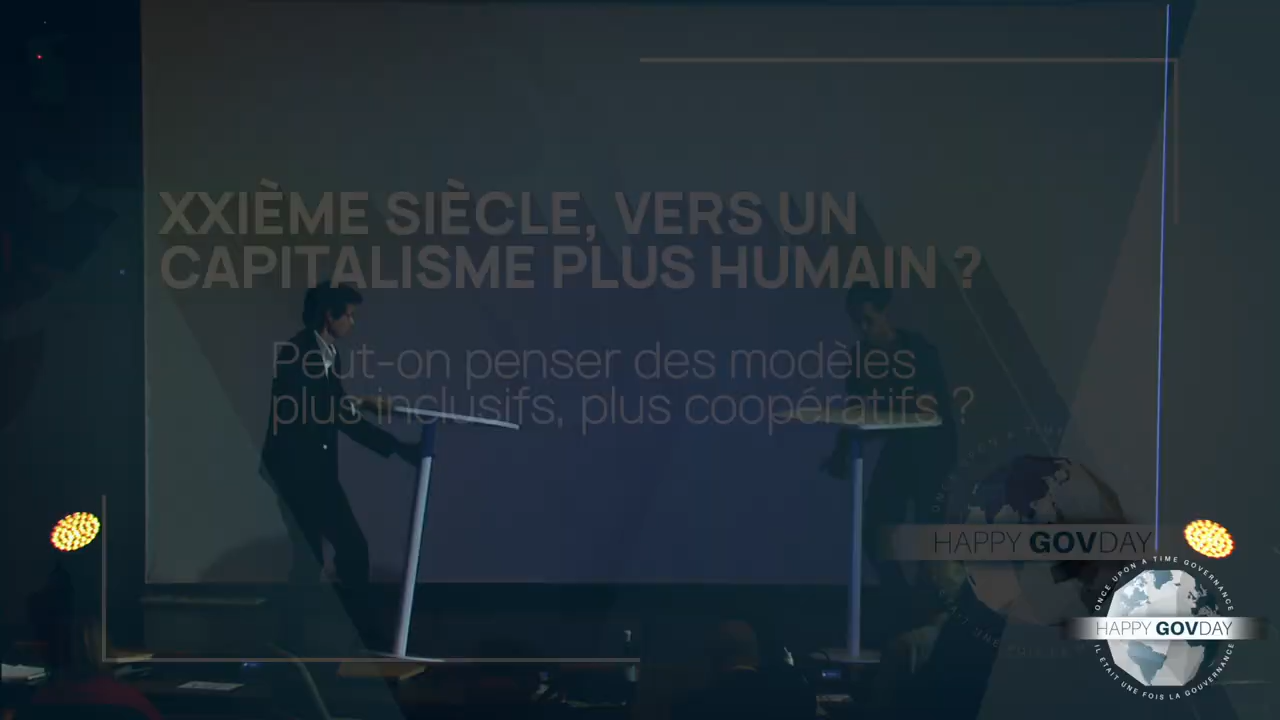 XXIÈME SIÈCLE, VERS UN
CAPITALISME PLUS HUMAIN ?
Peut-on penser des modèles
plus inclusifs, plus coopératifs ?
HAPPY GOVDAY
ONCE UPON A TIME GOVERNANCE
HAPPY GOVDAY
IL ETAIT UNE FOIS LA GOUVERNANCE